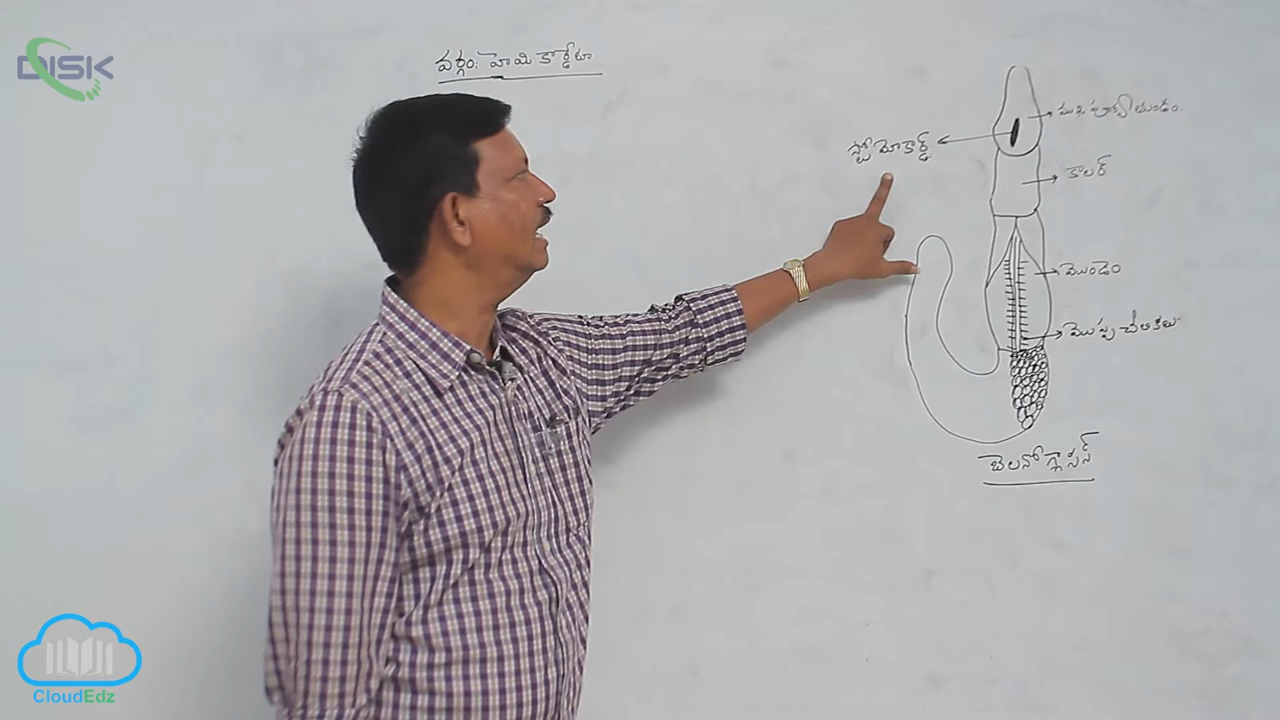 DISK
వర్గం: హెమి కార్డేటా
ముఖ పూర్వ తుండం.
స్టోమోకార్డ్
కాలర్
మొండెం
మొప్ప చీలికలు
బెలనోగ్లాసస్
CloudEdz